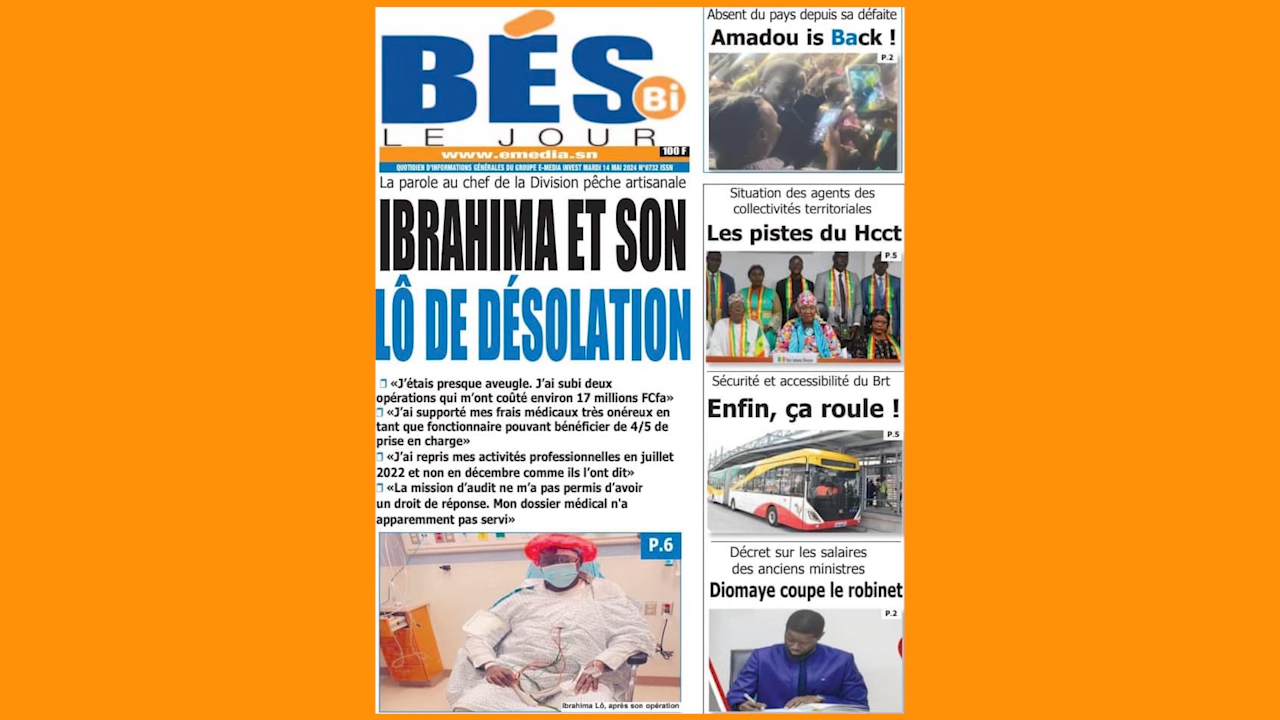 BÉS
Bi
LE JOUR
100 F
www.emedia.sn
QUOTIDIEN D'INFORMATIONS GÉNÉRALES DU GROUPE E-MEDIA INVEST MARDI 14 MAI 2024 N°0732 ISSN
La parole au chef de la Division pêche artisanale
IBRAHIMA ET SON
LÔ DE DÉSOLATION
«J'étais presque aveugle. J'ai subi deux
opérations qui m'ont coûté environ 17 millions FCfa»
«J'ai supporté mes frais médicaux très onéreux en
tant que fonctionnaire pouvant bénéficier de 4/5 de
prise en charge»
«J'ai repris mes activités professionnelles en juillet
2022 et non en décembre comme ils l'ont dit»
«La mission d'audit ne m'a pas permis d'avoir
un droit de réponse. Mon dossier médical n'a
apparemment pas servi»
P.6
Ibrahima Lô, après son opération
Absent du pays depuis sa défaite
Amadou is Back !
P.2
Situation des agents des
collectivités territoriales
Les pistes du Hcct
P.5
Sécurité et accessibilité du Brt
Enfin, ça roule !
P.5
Décret sur les salaires
des anciens ministres
Diomaye coupe le robinet
P.2